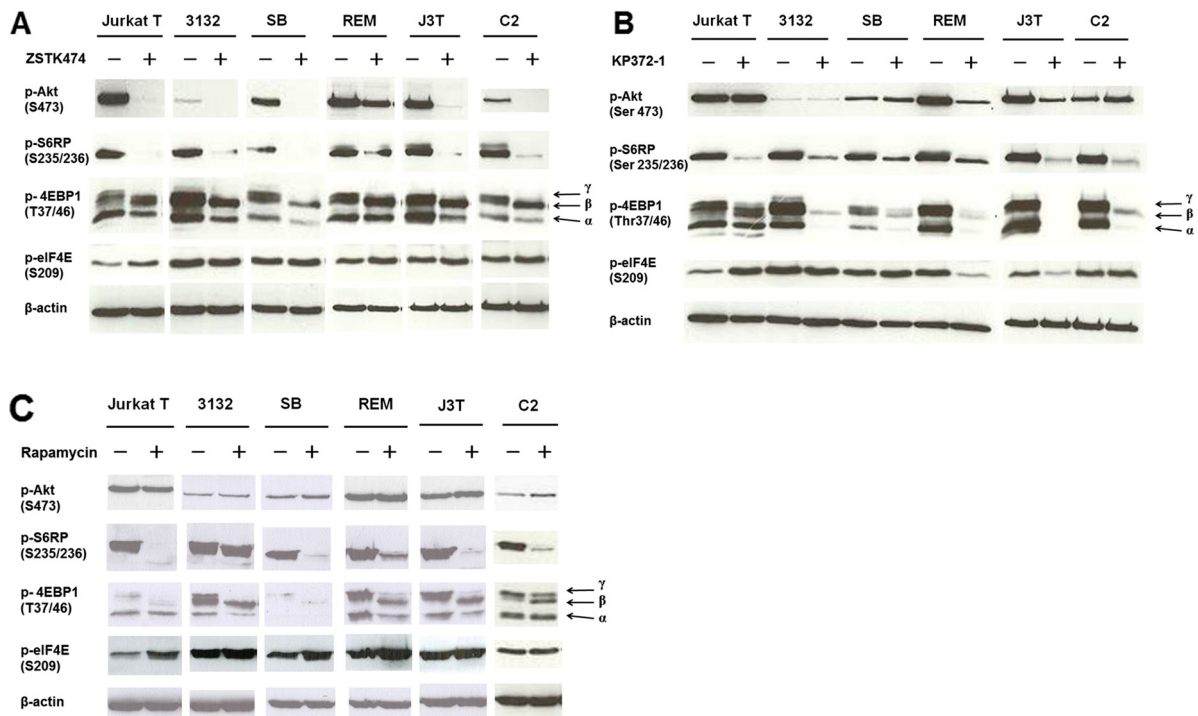 A
Jurkat T 3132 SB REM J3T C2
ZSTK474 – + – + – + – + – + – +
p-Akt
(S473)
p-S6RP
(S235/236)
p- 4EBP1
(T37/46)
γ
β
α
p-eIF4E
(S209)
β-actin
B
Jurkat T 3132 SB REM J3T C2
KP372-1 – + – + – + – + – + – +
p-Akt
(Ser 473)
p-S6RP
(Ser 235/236)
p-4EBP1
(Thr37/46)
γ
β
α
p-eIF4E
(S209)
β-actin
C
Jurkat T 3132 SB REM J3T C2
Rapamycin – + – + – + – + – + – +
p-Akt
(S473)
p-S6RP
(S235/236)
p- 4EBP1
(T37/46)
γ
β
α
p-eIF4E
(S209)
β-actin